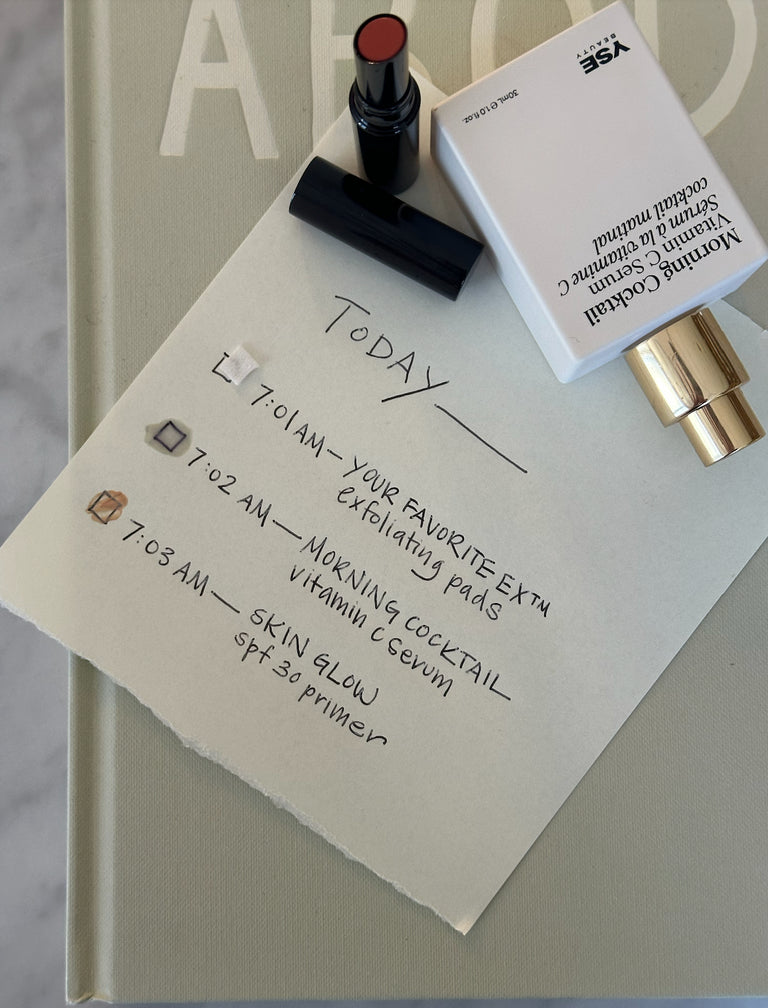 YSE
BEAUTY
30mL ℮ 1.0 fl.oz.
Morning Cocktail
Vitamin C Serum
Sérum à la vitamine C
cocktail matinal
TODAY
7:01 AM — YOUR FAVORITE EX™
exfoliating pads
7:02 AM — MORNING COCKTAIL
vitamin c serum
7:03 AM — SKIN GLOW
spf 30 primer